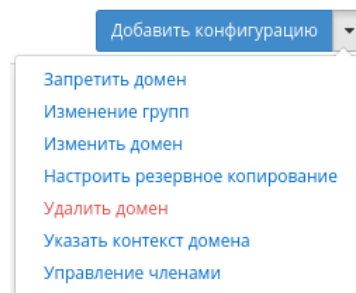 Добавить конфигурацию
Запретить домен
Изменение групп
Изменить домен
Настроить резервное копирование
Удалить домен
Указать контекст домена
Управление членами